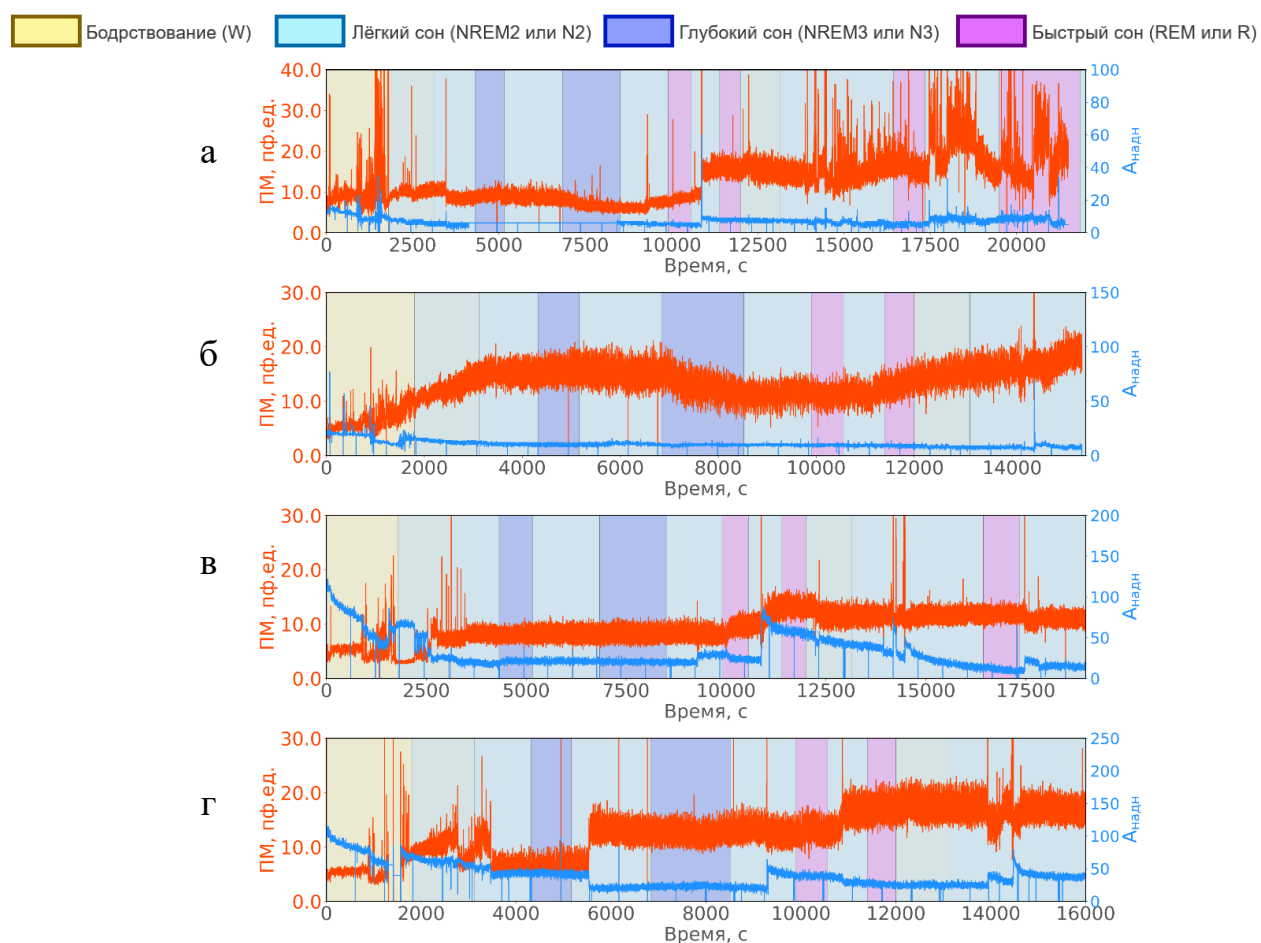 Бодрствование (W) Лёгкий сон (NREM2 или N2) Глубокий сон (NREM3 или N3) Быстрый сон (REM или R)
а
ПМ, пф.ед.
40.0
30.0
20.0
10.0
0.0
100
80
60
40
20
0
Aнадн
0 2500 5000 7500 10000 12500 15000 17500 20000
Время, с
б
ПМ, пф.ед.
30.0
20.0
10.0
0.0
150
100
50
0
Aнадн
0 2000 4000 6000 8000 10000 12000 14000
Время, с
в
ПМ, пф.ед.
30.0
20.0
10.0
0.0
200
150
100
50
0
Aнадн
0 2500 5000 7500 10000 12500 15000 17500
Время, с
г
ПМ, пф.ед.
30.0
20.0
10.0
0.0
250
200
150
100
50
0
Aнадн
0 2000 4000 6000 8000 10000 12000 14000 16000
Время, с